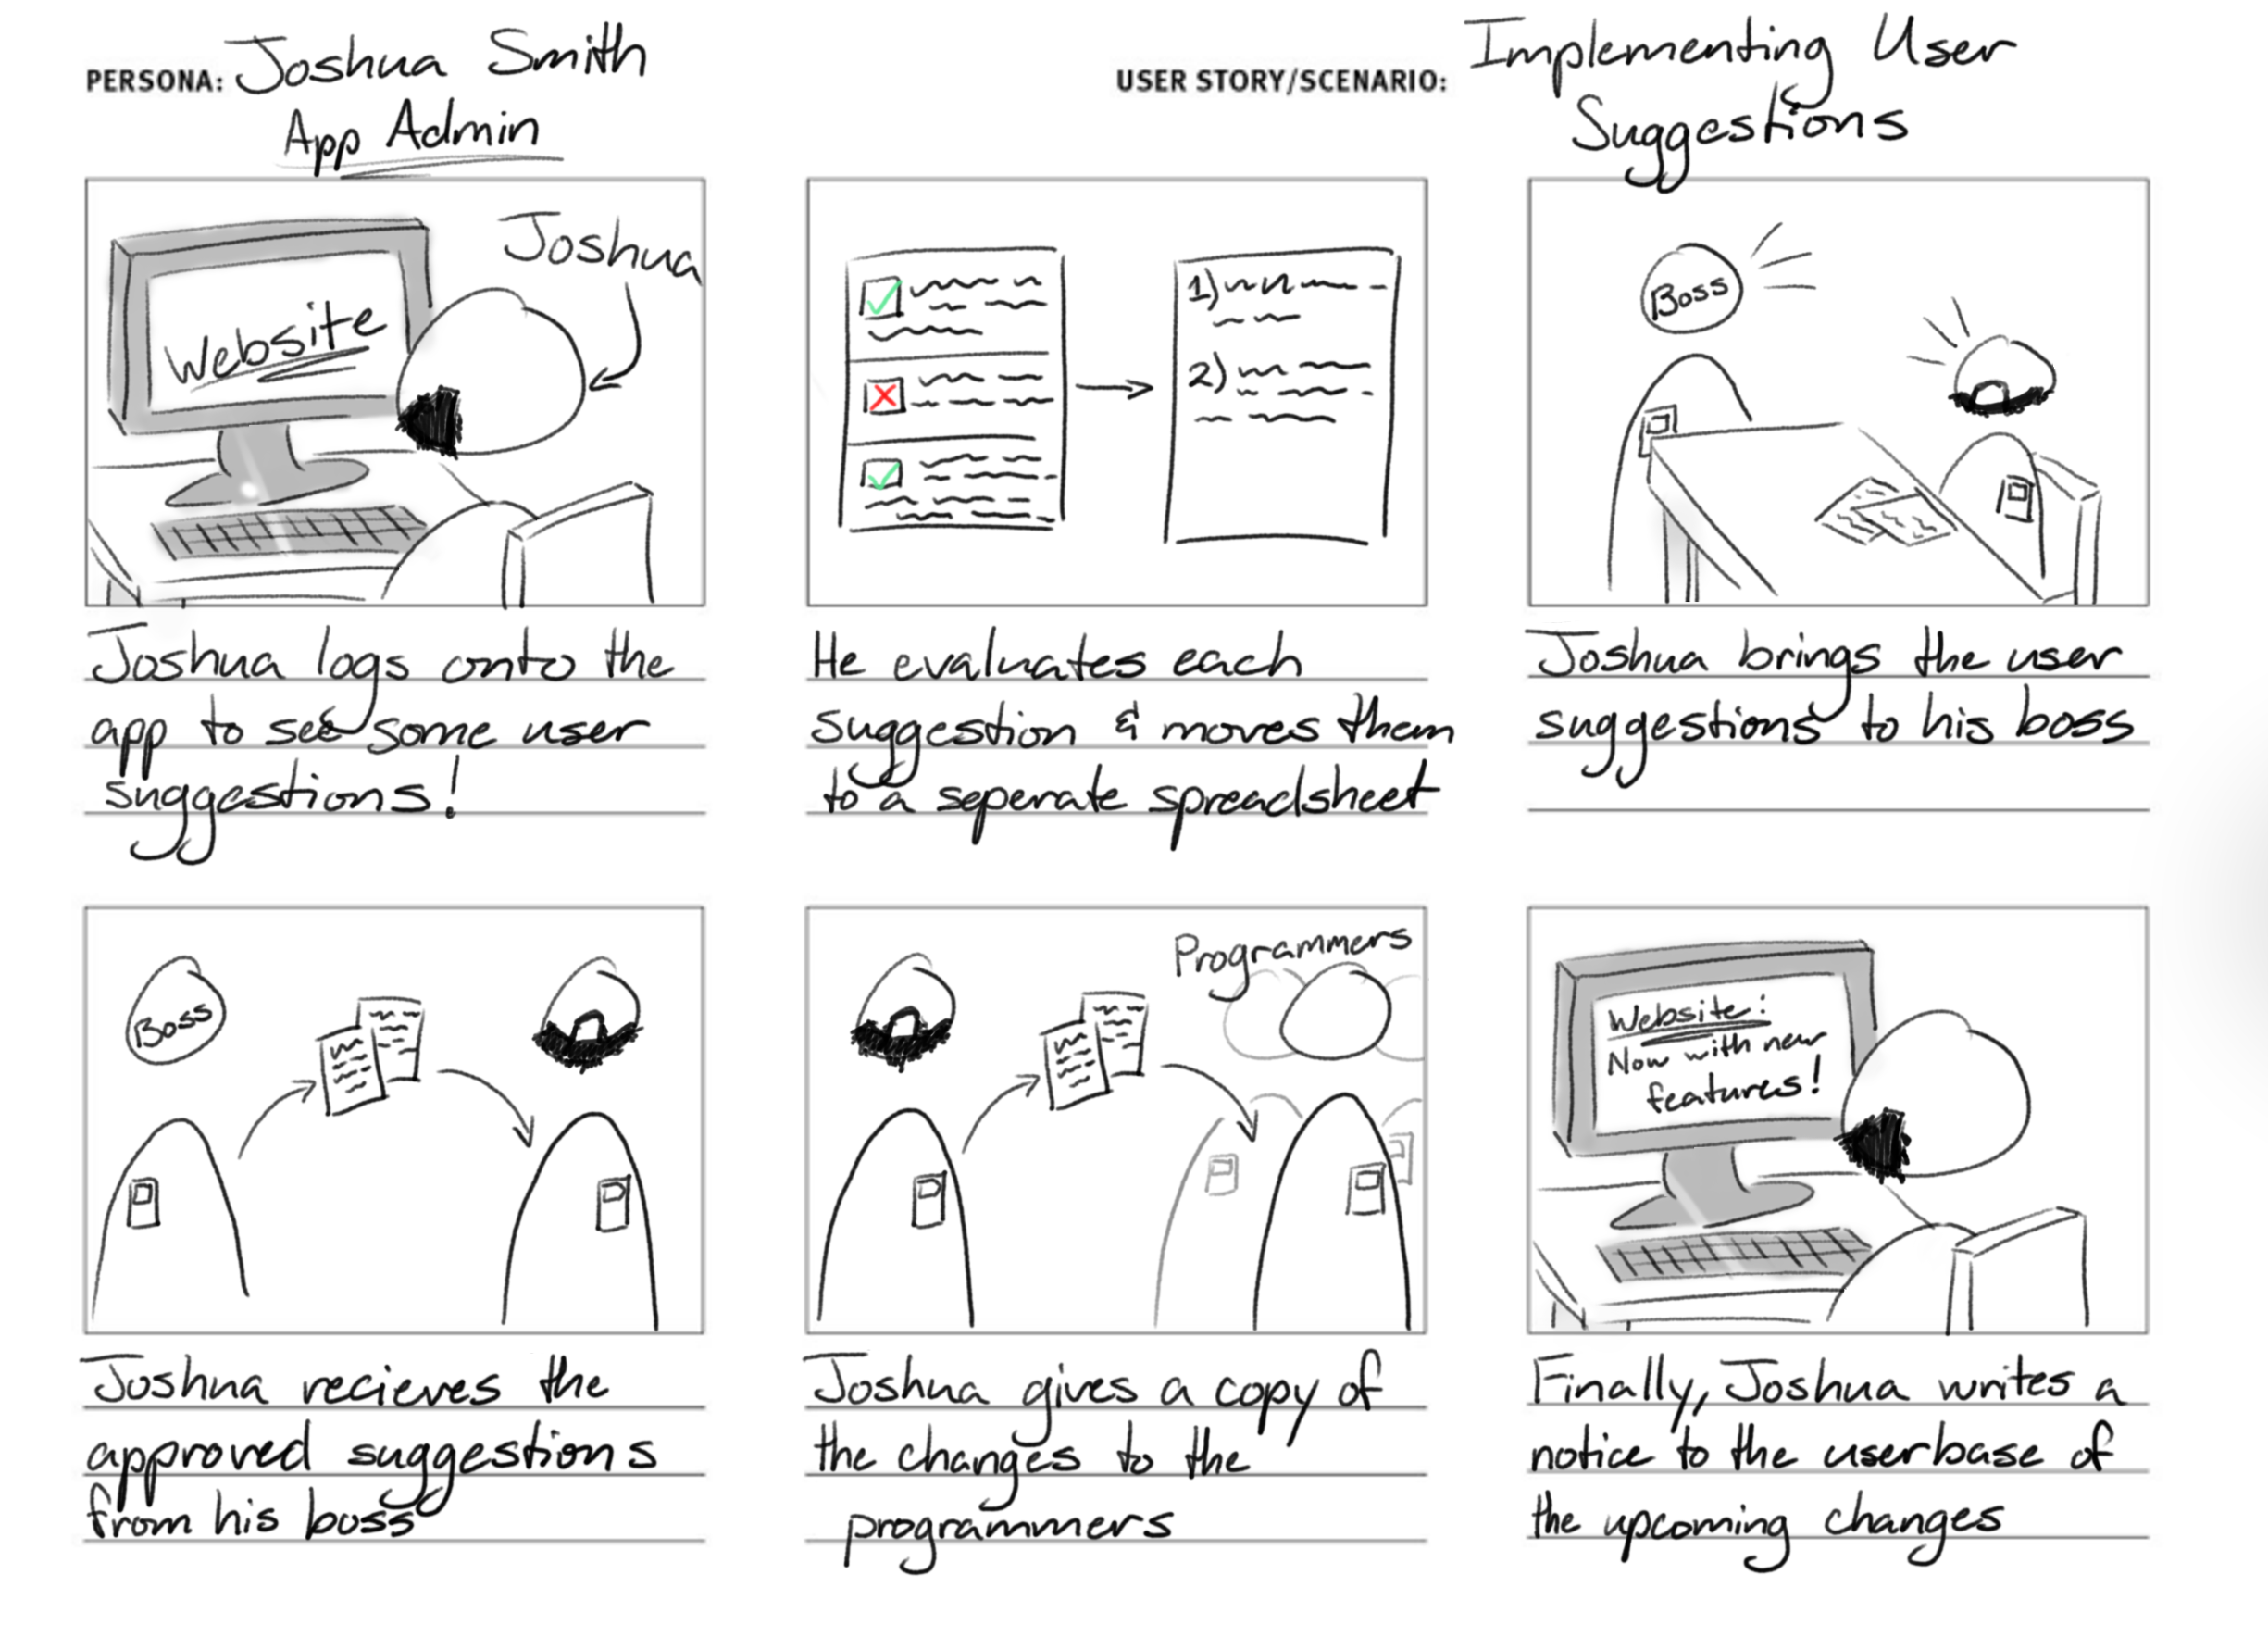 PERSONA: Joshua Smith
App Admin
USER STORY/SCENARIO: Implementing User
Suggestions
Website
Joshua
Joshua logs onto the
app to see some user
suggestions!
1)
2)
He evaluates each
suggestion & moves them
to a seperate spreadsheet
Boss
Joshua brings the user
suggestions to his boss
Boss
Joshua recieves the
approved suggestions
from his boss
Programmers
Joshua gives a copy of
the changes to the
programmers
Website:
Now with new
features!
Finally, Joshua writes a
notice to the userbase of
the upcoming changes